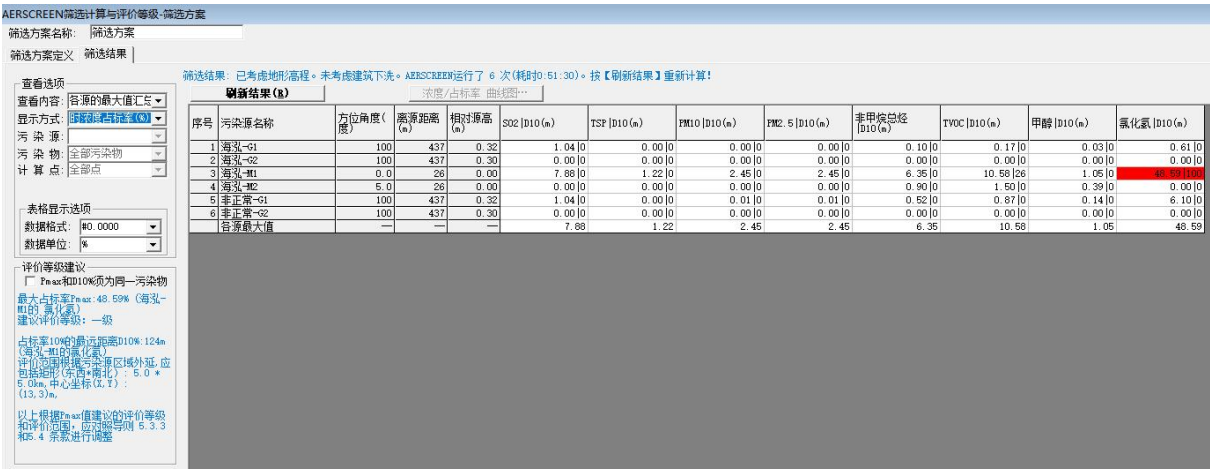 AERSCREEN筛选计算与评价等级-筛选方案
筛选方案名称: 筛选方案
筛选方案定义 筛选结果
查看选项
查看内容: 各源的最大值汇总
显示方式: 时浓度占标率(%)
污 染 源:
污 染 物: 全部污染物
计 算 点: 全部点
表格显示选项
数据格式: #0.0000
数据单位: %
评价等级建议
Pmax和D10%须为同一污染物
最大占标率Pmax:48.59% (海泓-
M1的 氯化氢)
建议评价等级: 一级
占标率10%的最远距离D10%:124m
(海泓-M1的氯化氢)
评价范围根据污染源区域外延,应
包括矩形(东西*南北): 5.0 *
5.0km,中心坐标(X,Y):
(13,3)m,
以上根据Pmax值建议的评价等级
和评价范围, 应对照导则 5.3.3
和5.4 条款进行调整
筛选结果: 已考虑地形高程。未考虑建筑下洗。AERSCREEN运行了 6 次(耗时0:51:30)。按【刷新结果】重新计算!
刷新结果(R) 浓度/占标率 曲线图…
序号 污染源名称 方位角度(度) 离源距离(m) 相对源高(m) SO2|D10(m) TSP|D10(m) PM10|D10(m) PM2.5|D10(m) 非甲烷总烃|D10(m) TVOC|D10(m) 甲醇|D10(m) 氯化氢|D10(m)
1 海泓-G1 100 437 0.32 1.04|0 0.00|0 0.00|0 0.00|0 0.10|0 0.17|0 0.03|0 0.61|0
2 海泓-G2 100 437 0.30 0.00|0 0.00|0 0.00|0 0.00|0 0.00|0 0.00|0 0.00|0 0.00|0
3 海泓-M1 0.0 26 0.00 7.88|0 1.22|0 2.45|0 2.45|0 6.35|0 10.58|26 1.05|0 48.59|100
4 海泓-M2 5.0 26 0.00 0.00|0 0.00|0 0.00|0 0.00|0 0.90|0 1.50|0 0.39|0 0.00|0
5 非正常-G1 100 437 0.32 1.04|0 0.00|0 0.01|0 0.01|0 0.52|0 0.87|0 0.14|0 6.10|0
6 非正常-G2 100 437 0.30 0.00|0 0.00|0 0.00|0 0.00|0 0.00|0 0.00|0 0.00|0 0.00|0
各源最大值 — — — 7.88 1.22 2.45 2.45 6.35 10.58 1.05 48.59